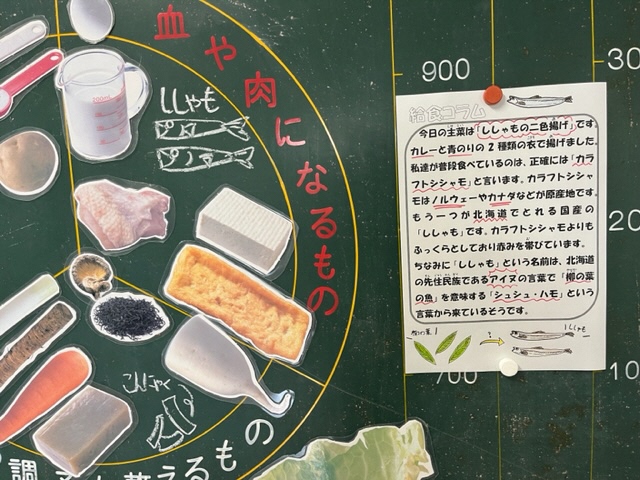 血や肉になるもの
ししゃも
こんにゃく
の調子を整えるもの
900
700
30
20
10
給食コラム
今日の主菜は「ししゃもの二色揚げ」です。
カレーと青のりの2種類の衣で揚げました。
私達が普段食べているのは、正確には「カラ
フトシシャモ」と言います。カラフトシシャ
モはノルウェーやカナダなどが原産地です。
もう一つが北海道でとれる国産の
「ししゃも」です。カラフトシシャモよりも
ふっくらとしており赤みを帯びています。
ちなみに「ししゃも」という名前は、北海道
の先住民族であるアイヌの言葉で「柳の葉
の魚」を意味する「シュシュ・ハモ」という
言葉から来ているそうです。
ししゃも